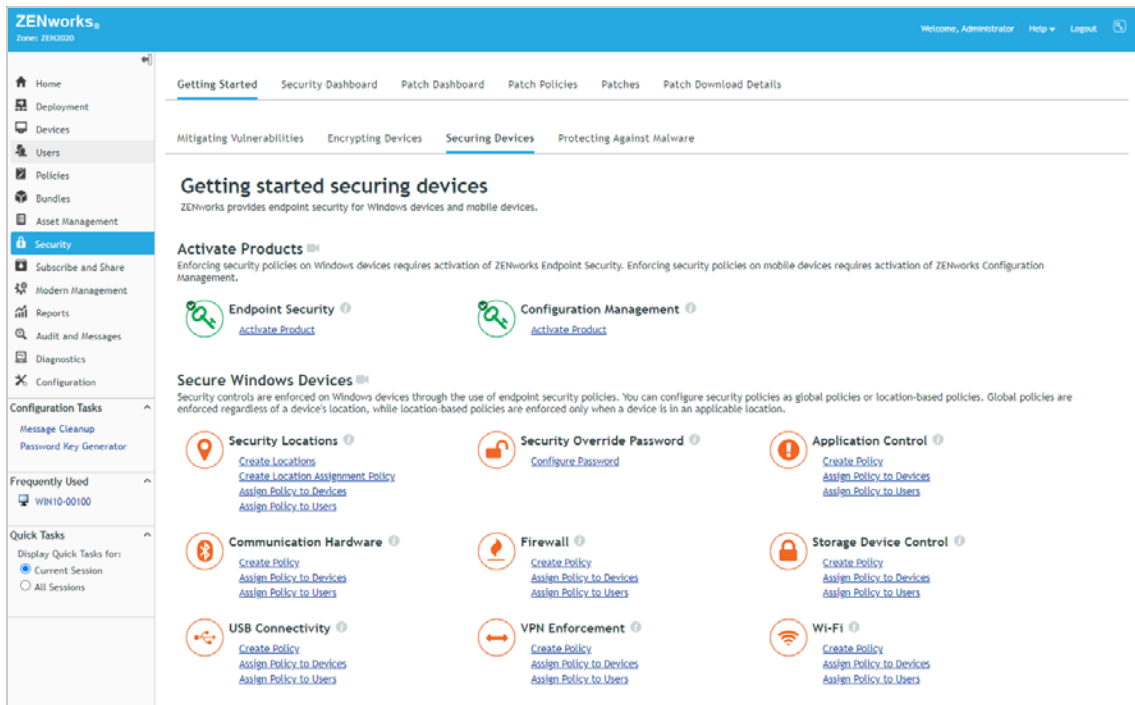 ZENworks®
Zone: ZEN2020
Welcome, Administrator Help Logout
Home
Deployment
Devices
Users
Policies
Bundles
Asset Management
Security
Subscribe and Share
Modern Management
Reports
Audit and Messages
Diagnostics
Configuration
Configuration Tasks
Message Cleanup
Password Key Generator
Frequently Used
WIN10-00100
Quick Tasks
Display Quick Tasks for:
Current Session
All Sessions
Getting Started Security Dashboard Patch Dashboard Patch Policies Patches Patch Download Details
Mitigating Vulnerabilities Encrypting Devices Securing Devices Protecting Against Malware
Getting started securing devices
ZENworks provides endpoint security for Windows devices and mobile devices.
Activate Products
Enforcing security policies on Windows devices requires activation of ZENworks Endpoint Security. Enforcing security policies on mobile devices requires activation of ZENworks Configuration
Management.
Endpoint Security
Activate Product
Configuration Management
Activate Product
Secure Windows Devices
Security controls are enforced on Windows devices through the use of endpoint security policies. You can configure security policies as global policies or location-based policies. Global policies are
enforced regardless of a device's location, while location-based policies are enforced only when a device is in an applicable location.
Security Locations
Create Locations
Create Location Assignment Policy
Assign Policy to Devices
Assign Policy to Users
Security Override Password
Configure Password
Application Control
Create Policy
Assign Policy to Devices
Assign Policy to Users
Communication Hardware
Create Policy
Assign Policy to Devices
Assign Policy to Users
Firewall
Create Policy
Assign Policy to Devices
Assign Policy to Users
Storage Device Control
Create Policy
Assign Policy to Devices
Assign Policy to Users
USB Connectivity
Create Policy
Assign Policy to Devices
Assign Policy to Users
VPN Enforcement
Create Policy
Assign Policy to Devices
Assign Policy to Users
Wi-Fi
Create Policy
Assign Policy to Devices
Assign Policy to Users